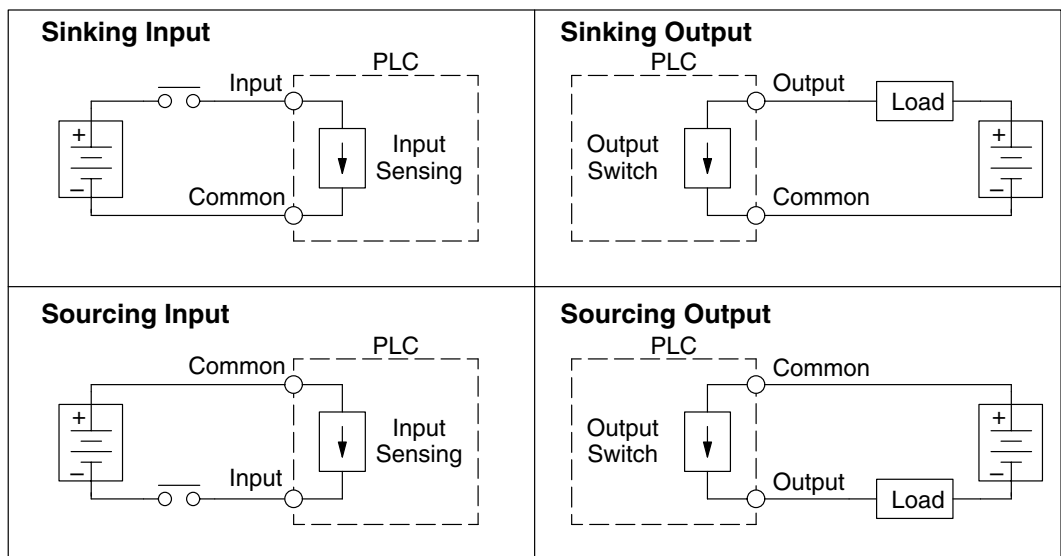 Sinking Input
PLC
Input
+
−
Input
Sensing
Common
Sinking Output
PLC
Output
Load
Output
Switch
+
−
Common
Sourcing Input
PLC
Common
+
−
Input
Sensing
Input
Sourcing Output
PLC
Common
Output
Switch
+
−
Output
Load